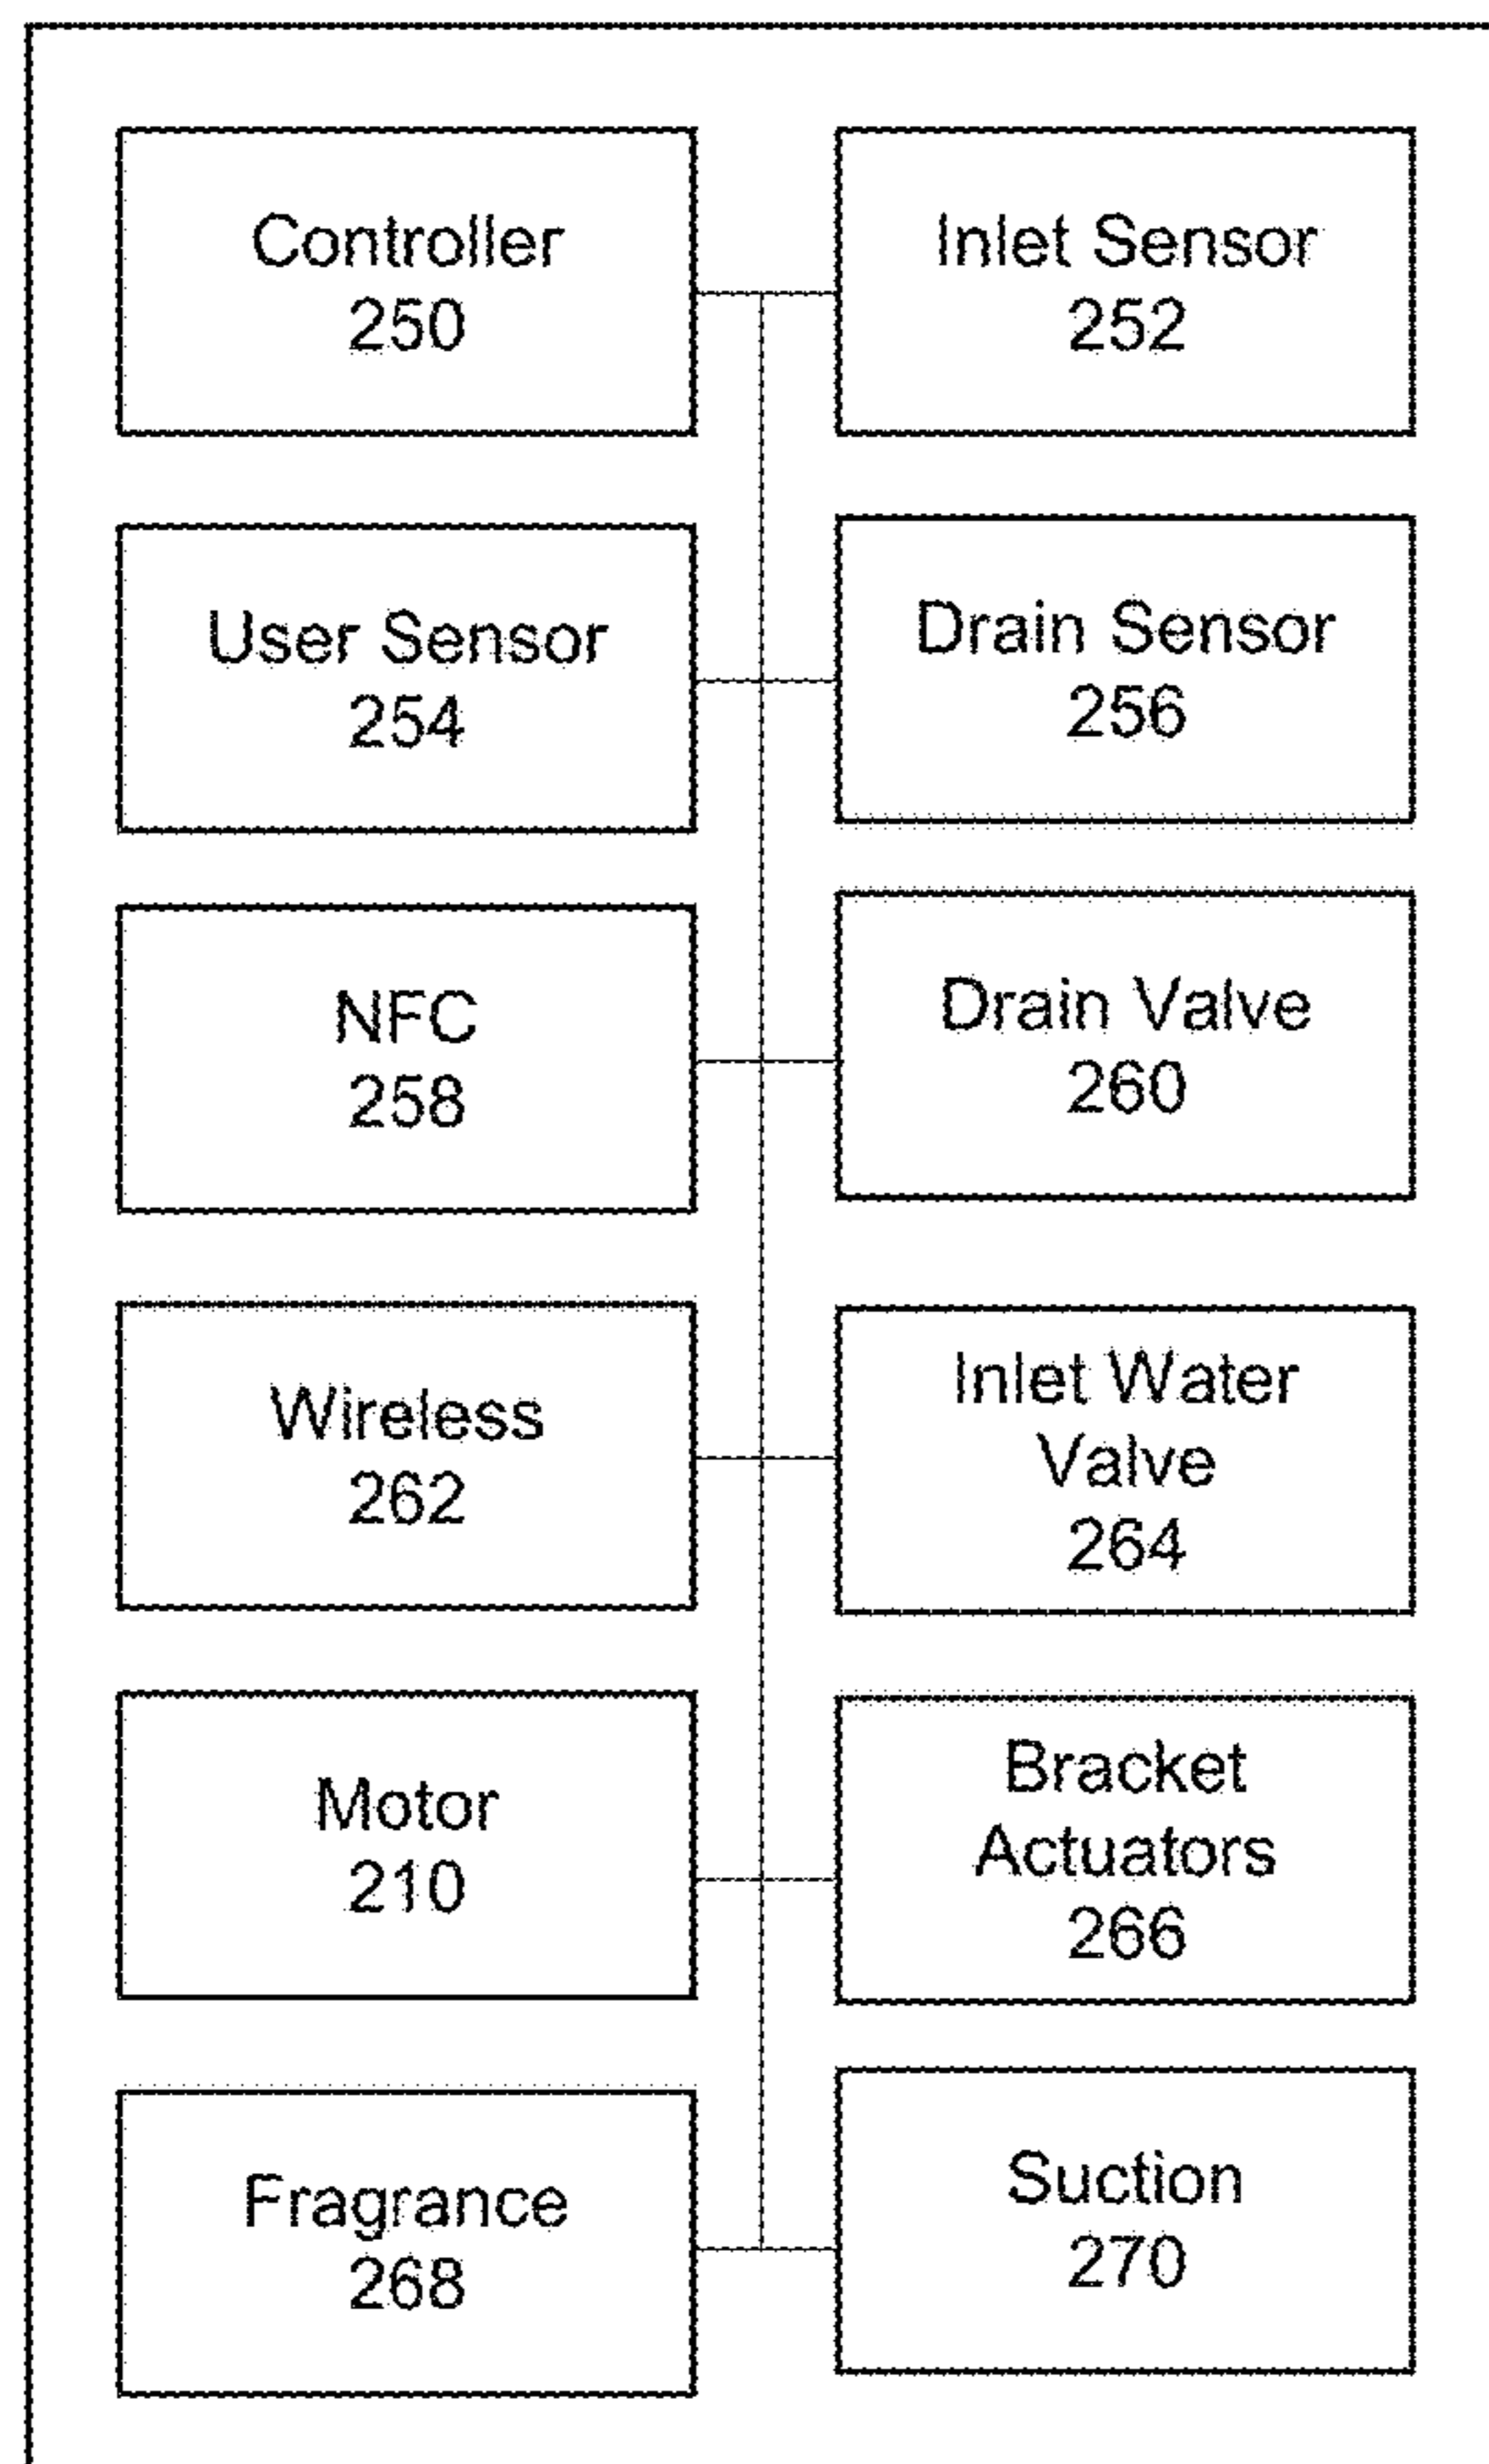 Controller
250
Inlet Sensor
252
User Sensor
254
Drain Sensor
256
NFC
258
Drain Valve
260
Wireless
262
Inlet Water
Valve
264
Motor
210
Bracket
Actuators
266
Fragrance
268
Suction
270